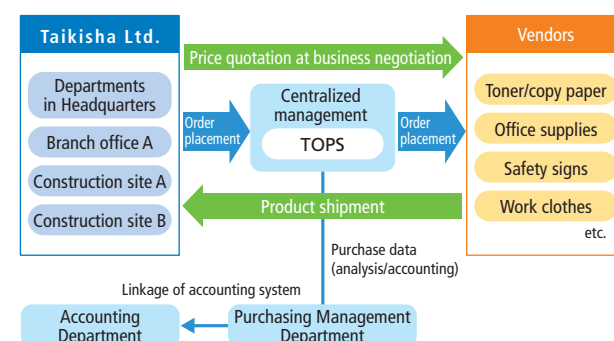 Taikisha Ltd.
Departments
in Headquarters
Branch office A
Construction site A
Construction site B
Price quotation at business negotiation
Order
placement
Centralized
management
TOPS
Order
placement
Product shipment
Vendors
Toner/copy paper
Office supplies
Safety signs
Work clothes
etc.
Purchase data
(analysis/accounting)
Linkage of accounting system
Accounting
Department
Purchasing Management
Department